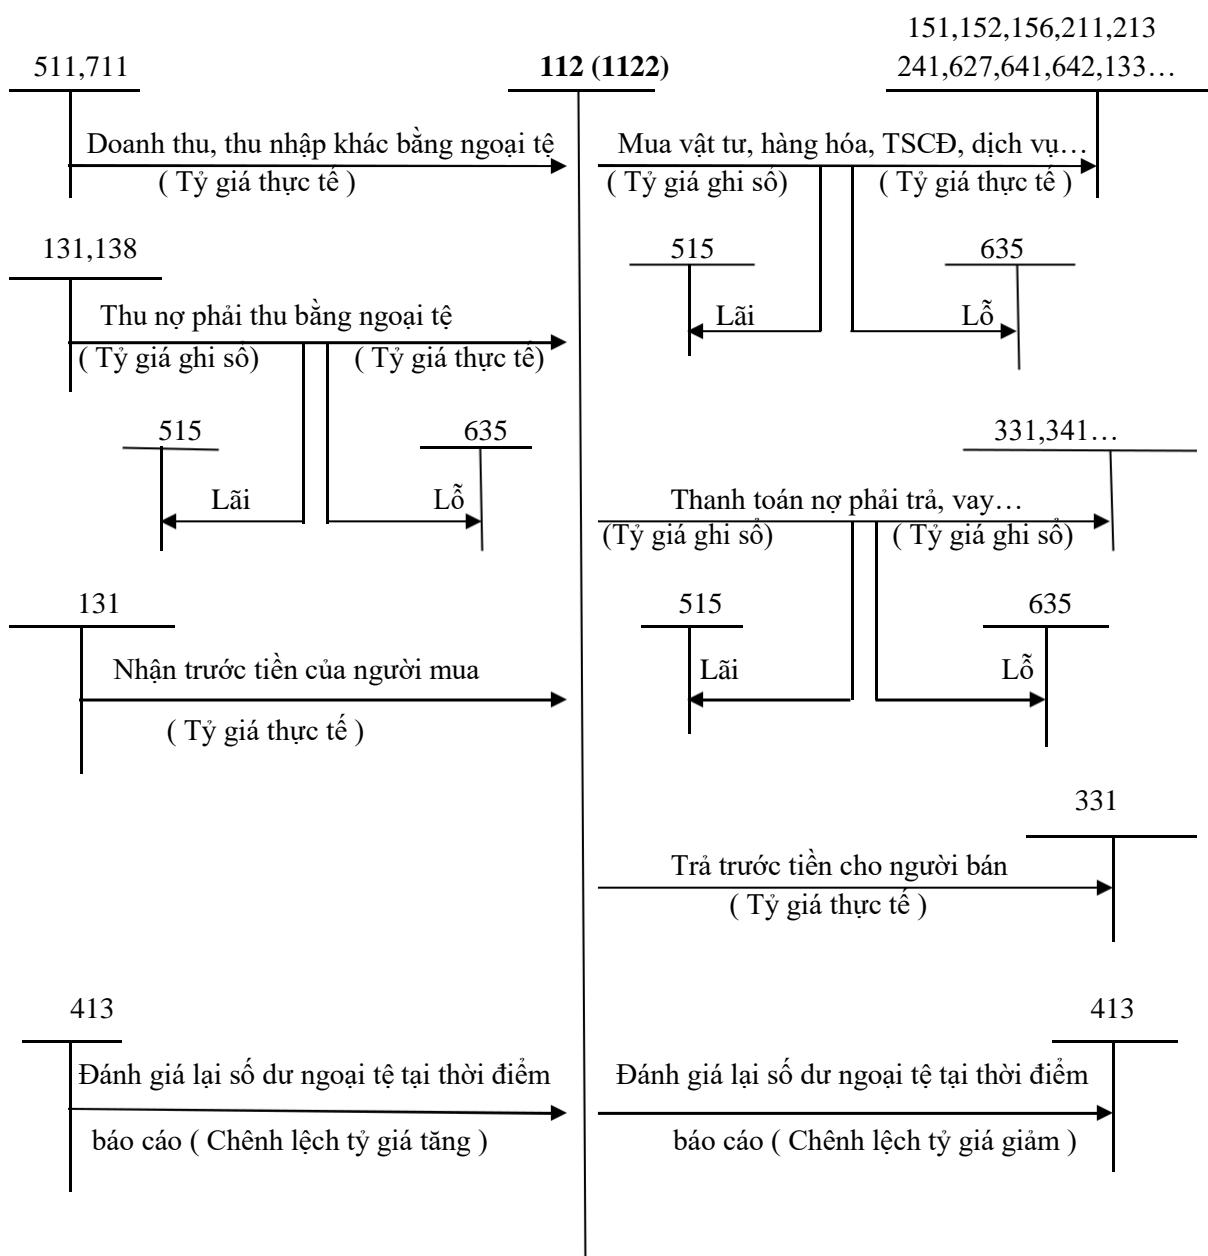 151,152,156,211,213
511,711
112 (1122)
241,627,641,642,133…
Doanh thu, thu nhập khác bằng ngoại tệ
( Tỷ giá thực tế )
Mua vật tư, hàng hóa, TSCĐ, dịch vụ…
( Tỷ giá ghi sổ)
( Tỷ giá thực tế )
131,138
515
635
Thu nợ phải thu bằng ngoại tệ
Lãi
Lỗ
( Tỷ giá ghi sổ)
( Tỷ giá thực tế)
515
635
331,341…
Lãi
Lỗ
Thanh toán nợ phải trả, vay…
(Tỷ giá ghi sổ)
( Tỷ giá ghi sổ)
131
515
635
Nhận trước tiền của người mua
Lãi
Lỗ
( Tỷ giá thực tế )
331
Trả trước tiền cho người bán
( Tỷ giá thực tế )
413
413
Đánh giá lại số dư ngoại tệ tại thời điểm
báo cáo ( Chênh lệch tỷ giá tăng )
Đánh giá lại số dư ngoại tệ tại thời điểm
báo cáo ( Chênh lệch tỷ giá giảm )